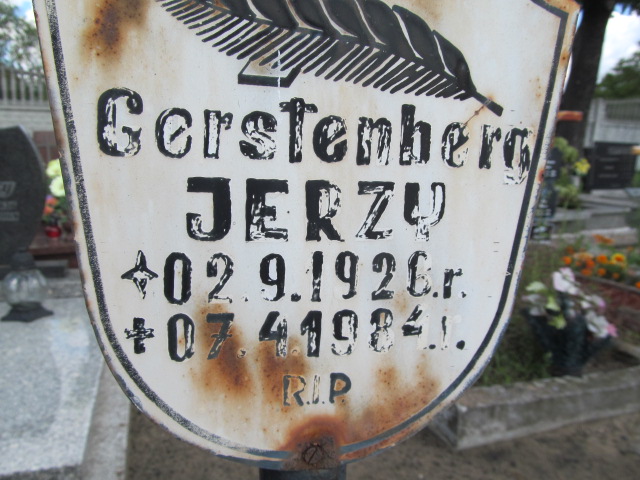 Z
Gerstenberg
JERZY
02.9.1926.r.
07.4.1984.r.
R.I.P